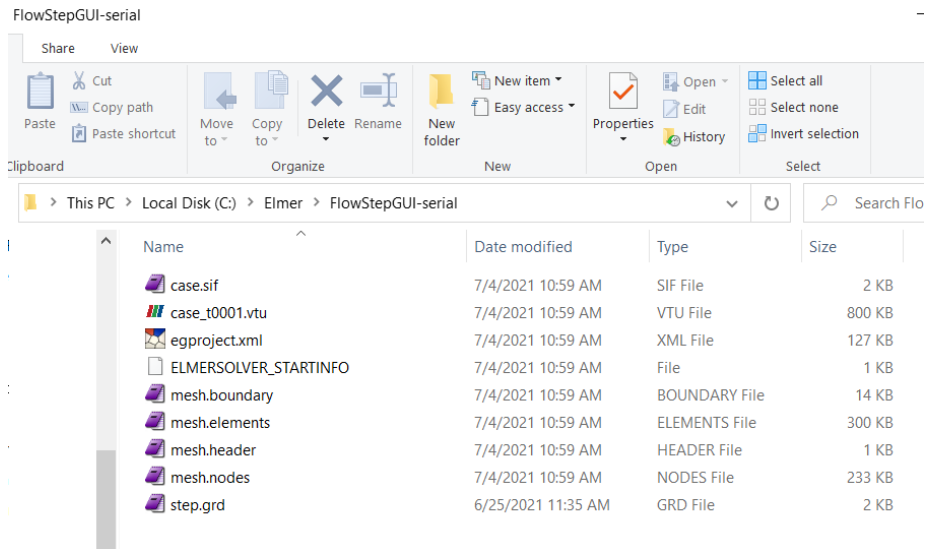 FlowStepGUI-serial
Share View
Paste
Cut
Copy path
Paste shortcut
Clipboard
Move to
Copy to
Delete
Rename
Organize
New folder
New item
Easy access
New
Properties
Open
Edit
History
Open
Select all
Select none
Invert selection
Select
This PC > Local Disk (C:) > Elmer > FlowStepGUI-serial
Search Flo
Name Date modified Type Size
case.sif 7/4/2021 10:59 AM SIF File 2 KB
case_t0001.vtu 7/4/2021 10:59 AM VTU File 800 KB
egproject.xml 7/4/2021 10:59 AM XML File 127 KB
ELMERSOLVER_STARTINFO 7/4/2021 10:59 AM File 1 KB
mesh.boundary 7/4/2021 10:59 AM BOUNDARY File 14 KB
mesh.elements 7/4/2021 10:59 AM ELEMENTS File 300 KB
mesh.header 7/4/2021 10:59 AM HEADER File 1 KB
mesh.nodes 7/4/2021 10:59 AM NODES File 233 KB
step.grd 6/25/2021 11:35 AM GRD File 2 KB